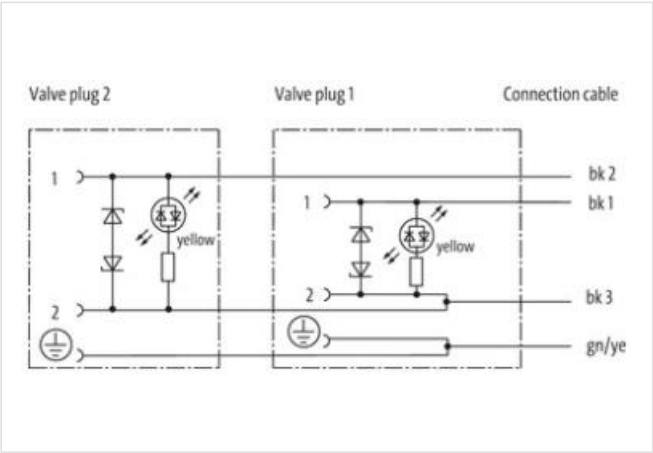 Valve plug 2 Valve plug 1 Connection cable
1 bk 2
1 bk 1
yellow
yellow
2 bk 3
2
gn/ye